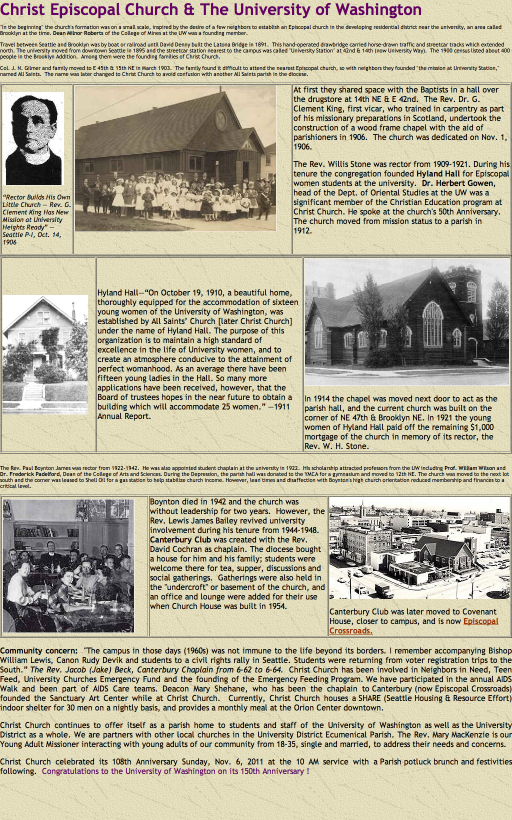 Christ Episcopal Church & The University of Washington
"In the beginning" the church's formation was on a small scale, inspired by the desire of a few neighbors to establish an Episcopal church in the developing residential district near the university, an area called
Brooklyn at the time. Dean Milnor Roberts of the College of Mines at the UW was a founding member.
Travel between Seattle and Brooklyn was by boat or railroad until David Denny built the Latona Bridge in 1891. This hand-operated drawbridge carried horse-drawn traffic and streetcar tracks which extended
north. The university moved from downtown Seattle in 1895 and the streetcar station nearest to the campus was called "University Station" at 42nd & 14th (now University Way). The 1900 census listed about 400
people in the Brooklyn Addition. Among them were the founding families of Christ Church.
Col. J. N. Gilmer and family moved to E 45th & 15th NE in March 1903. The family found it difficult to attend the nearest Episcopal church, so with neighbors they founded "the mission at University Station,"
named All Saints. The name was later changed to Christ Church to avoid confusion with another All Saints parish in the diocese.
"Rector Builds His Own
Little Church — Rev. G.
Clement King Has New
Mission at University
Heights Ready" —
Seattle P-I, Oct. 14,
1906
At first they shared space with the Baptists in a hall over
the drugstore at 14th NE & E 42nd. The Rev. Dr. G.
Clement King, first vicar, who trained in carpentry as part
of his missionary preparations in Scotland, undertook the
construction of a wood frame chapel with the aid of
parishioners in 1906. The church was dedicated on Nov. 1,
1906.
The Rev. Willis Stone was rector from 1909-1921. During his
tenure the congregation founded Hyland Hall for Episcopal
women students at the university. Dr. Herbert Gowen,
head of the Dept. of Oriental Studies at the UW was a
significant member of the Christian Education program at
Christ Church. He spoke at the church's 50th Anniversary.
The church moved from mission status to a parish in
1912.
Hyland Hall—"On October 19, 1910, a beautiful home,
thoroughly equipped for the accommodation of sixteen
young women of the University of Washington, was
established by All Saints' Church [later Christ Church]
under the name of Hyland Hall. The purpose of this
organization is to maintain a high standard of
excellence in the life of University women, and to
create an atmosphere conducive to the attainment of
perfect womanhood. As an average there have been
fifteen young ladies in the Hall. So many more
applications have been received, however, that the
Board of trustees hopes in the near future to obtain a
building which will accommodate 25 women." —1911
Annual Report.
In 1914 the chapel was moved next door to act as the
parish hall, and the current church was built on the
corner of NE 47th & Brooklyn NE. In 1921 the young
women of Hyland Hall paid off the remaining $1,000
mortgage of the church in memory of its rector, the
Rev. W. H. Stone.
The Rev. Paul Boynton James was rector from 1922-1942. He was also appointed student chaplain at the university in 1923. His scholarship attracted professors from the UW including Prof. William Wilson and
Dr. Frederick Padelford, Dean of the College of Arts and Sciences. During the Depression, the parish hall was donated to the YWCA for a gymnasium and moved to 12th NE. The church was moved to the next lot
south and the corner was leased to Shell Oil for a gas station to help stabilize church income. However, lean times and disaffection with Boynton's high church orientation reduced membership and finances to a
critical level.
Boynton died in 1942 and the church was
without leadership for two years. However, the
Rev. Lewis James Bailey revived university
involvement during his tenure from 1944-1948.
Canterbury Club was created with the Rev.
David Cochran as chaplain. The diocese bought
a house for him and his family; students were
welcome there for tea, supper, discussions and
social gatherings. Gatherings were also held in
the "undercroft" or basement of the church, and
an office and lounge were added for their use
when Church House was built in 1954.
Canterbury Club was later moved to Covenant
House, closer to campus, and is now Episcopal
Crossroads.
Community concern: "The campus in those days (1960s) was not immune to the life beyond its borders. I remember accompanying Bishop
William Lewis, Canon Rudy Devik and students to a civil rights rally in Seattle. Students were returning from voter registration trips to the
South." The Rev. Jacob (Jake) Beck, Canterbury Chaplain from 6-62 to 6-64. Christ Church has been involved in Neighbors in Need, Teen
Feed, University Churches Emergency Fund and the founding of the Emergency Feeding Program. We have participated in the annual AIDS
Walk and been part of AIDS Care teams. Deacon Mary Shehane, who has been the chaplain to Canterbury (now Episcopal Crossroads)
founded the Sanctuary Art Center while at Christ Church. Currently, Christ Church houses a SHARE (Seattle Housing & Resource Effort)
indoor shelter for 30 men on a nightly basis, and provides a monthly meal at the Orion Center downtown.
Christ Church continues to offer itself as a parish home to students and staff of the University of Washington as well as the University
District as a whole. We are partners with other local churches in the University District Ecumenical Parish. The Rev. Mary MacKenzie is our
Young Adult Missioner interacting with young adults of our community from 18-35, single and married, to address their needs and concerns.
Christ Church celebrated its 108th Anniversary Sunday, Nov. 6, 2011 at the 10 AM service with a Parish potluck brunch and festivities
following. Congratulations to the University of Washington on its 150th Anniversary !